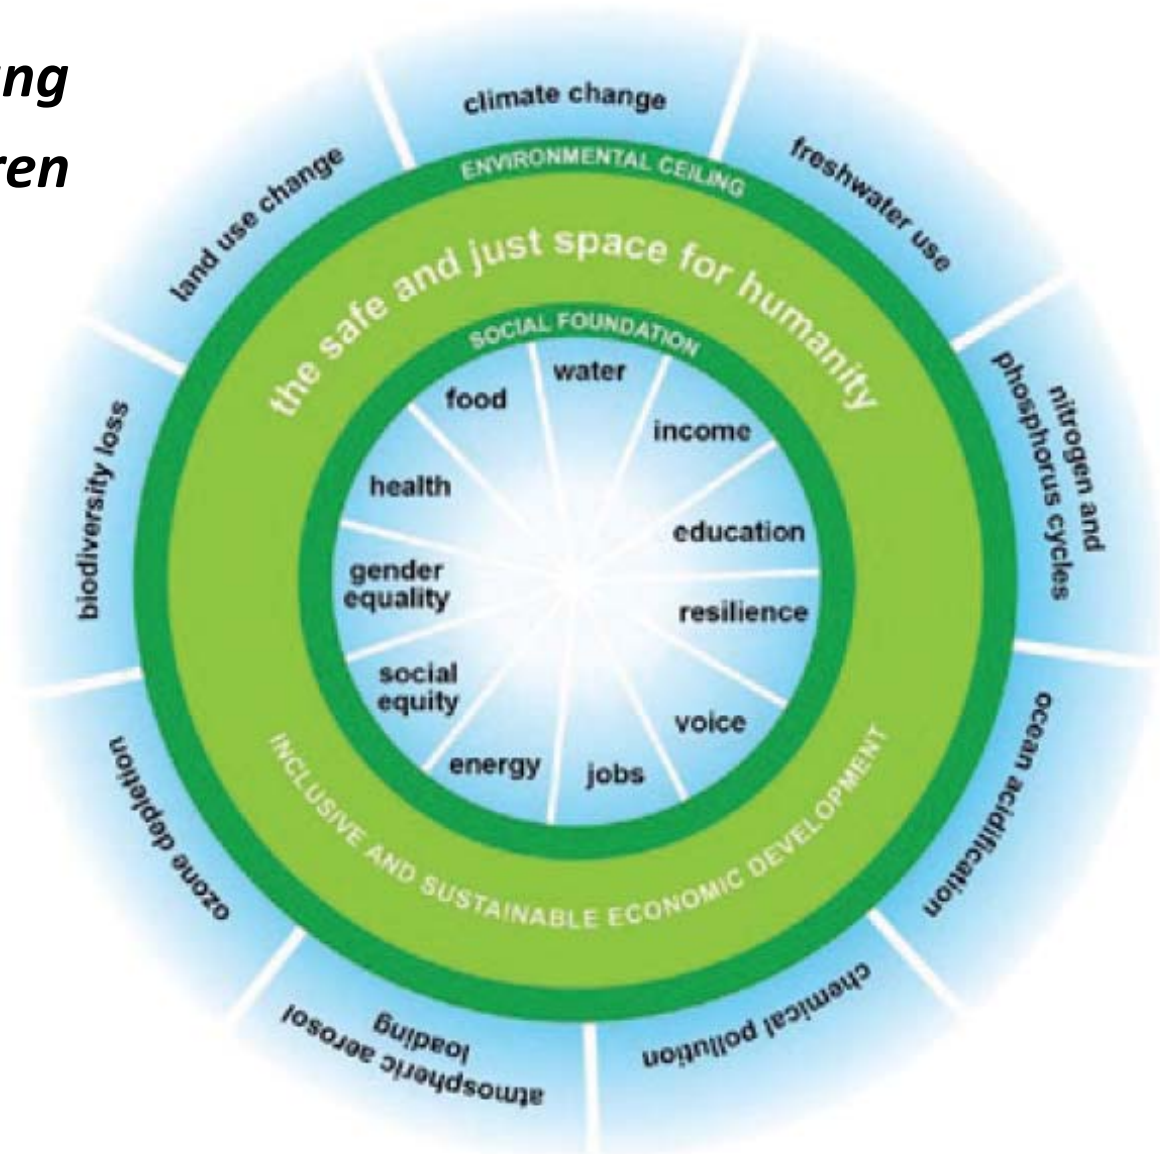 ng
ren
climate change
freshwater use
nitrogen and
phosphorus cycles
ocean acidification
chemical pollution
atmospheric aerosol
loading
ozone depletion
biodiversity loss
land use change
ENVIRONMENTAL CEILING
the safe and just space for humanity
SOCIAL FOUNDATION
water
income
education
resilience
voice
jobs
energy
social
equity
gender
equality
health
food
INCLUSIVE AND SUSTAINABLE ECONOMIC DEVELOPMENT